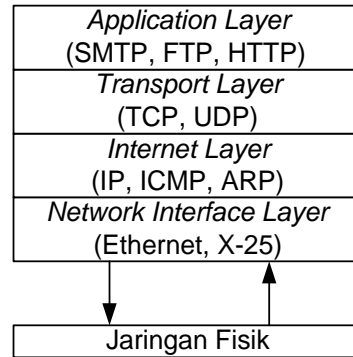 Application Layer
(SMTP, FTP, HTTP)
Transport Layer
(TCP, UDP)
Internet Layer
(IP, ICMP, ARP)
Network Interface Layer
(Ethernet, X-25)
Jaringan Fisik